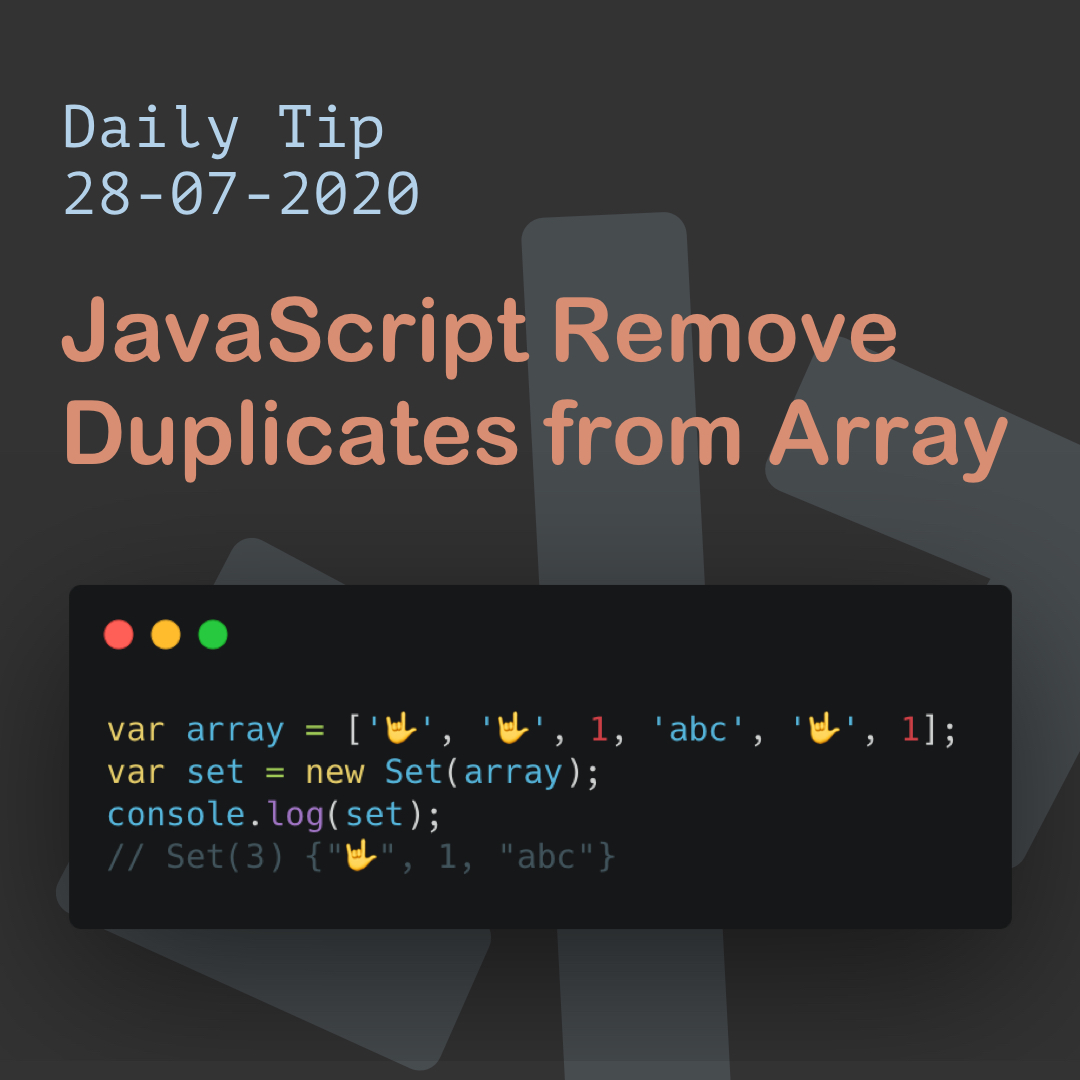 Daily Tip
28-07-2020
JavaScript Remove
Duplicates from Array
var array = ['🤟', '🤟', 1, 'abc', '🤟', 1];
var set = new Set(array);
console.log(set);
// Set(3) {"🤟", 1, "abc"}